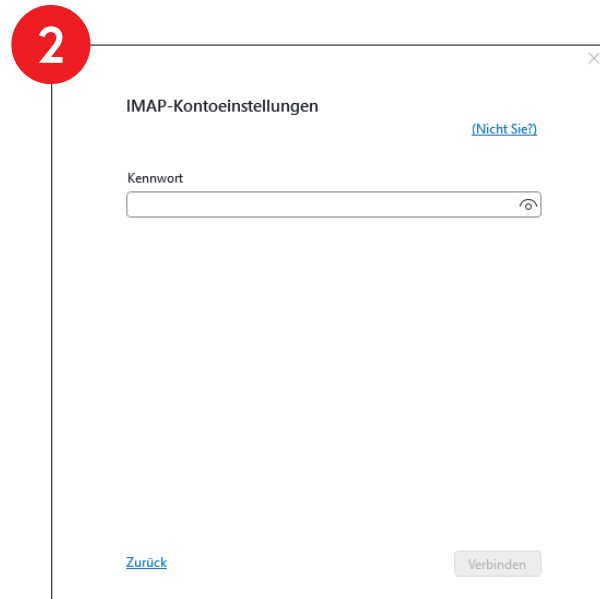 2
IMAP-Kontoeinstellungen
(Nicht Sie?)
Kennwort
Zurück
Verbinden